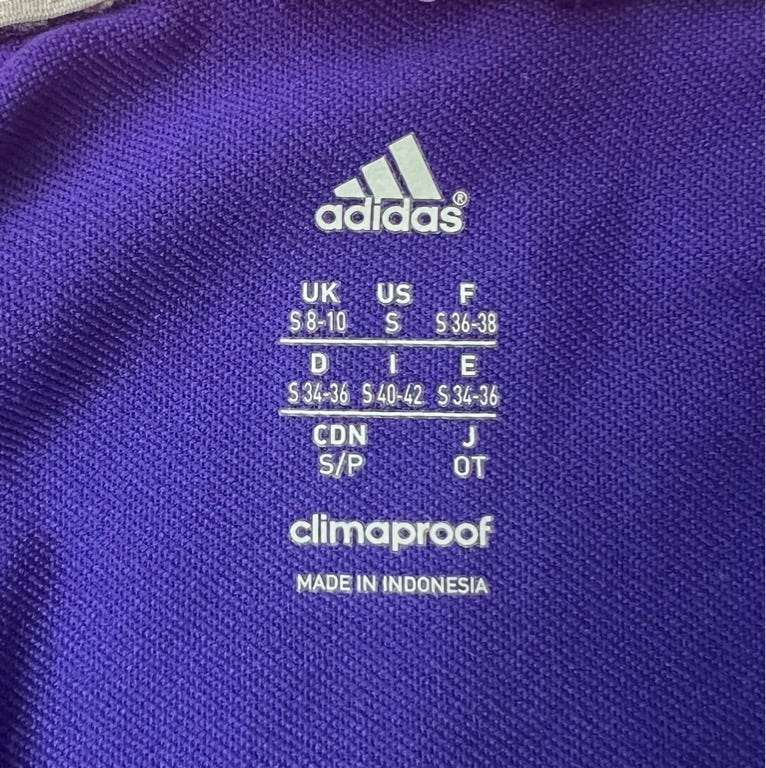 adidas®
UK US F
S 8-10 S S 36-38
D I E
S 34-36 S 40-42 S 34-36
CDN J
S/P OT
climaproof
MADE IN INDONESIA